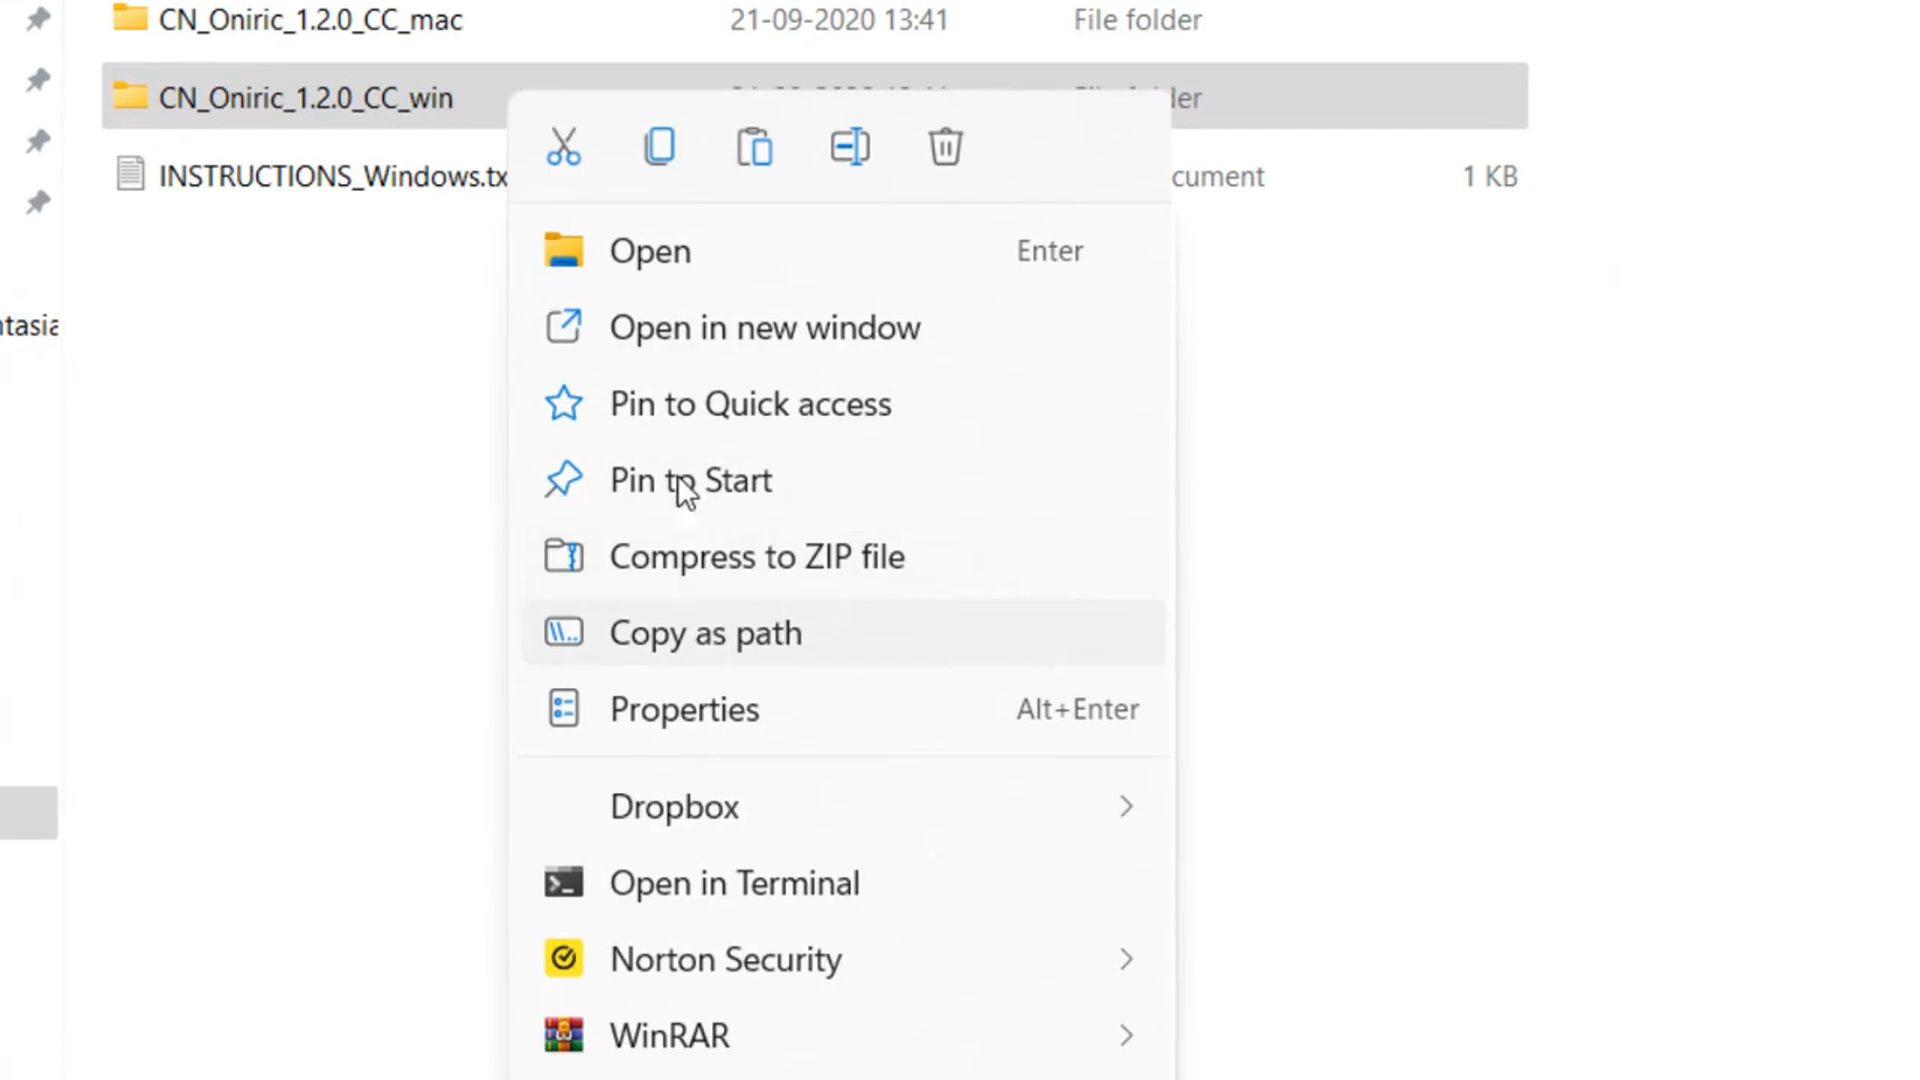 CN_Oniric_1.2.0_CC_mac 21-09-2020 13:41 File folder
CN_Oniric_1.2.0_CC_win der
INSTRUCTIONS_Windows.tx cument 1 KB
Open Enter
Open in new window
ntasia
Pin to Quick access
Pin to Start
Compress to ZIP file
Copy as path
Properties Alt+Enter
Dropbox
Open in Terminal
Norton Security
WinRAR